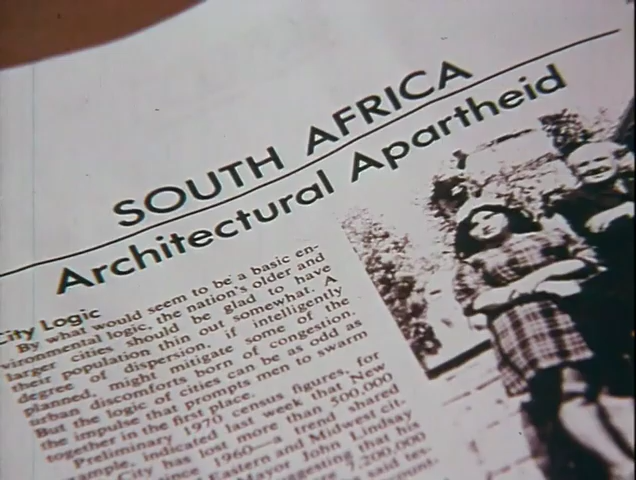 SOUTH AFRICA
Architectural Apartheid
City Logic
By what would seem to be a basic en-
vironmental logic, the nation's older and
larger cities should be glad to have
their population thin out somewhat. A
degree of dispersion, if intelligently
planned, might mitigate some of the
urban discomforts born of congestion.
But the logic of cities can be as odd as
the impulse that prompts men to swarm
together in the first place.
Preliminary 1970 census figures, for
example, indicated last week that New
City has lost more than 500,000
since 1960—a trend shared
Eastern and Midwest cit-
Mayor John Lindsay
suggesting that his
7,200,000